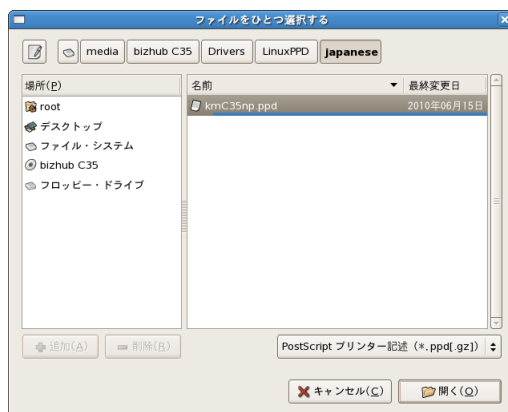 ファイルをひとつ選択する
media bizhub C35 Drivers LinuxPPD japanese
場所(P)
root
デスクトップ
ファイル・システム
bizhub C35
フロッピー・ドライブ
名前 最終変更日
kmC35np.ppd 2010年06月15日
追加(A) 削除(R)
PostScript プリンター記述 (*.ppd[.gz])
キャンセル(C) 開く(O)